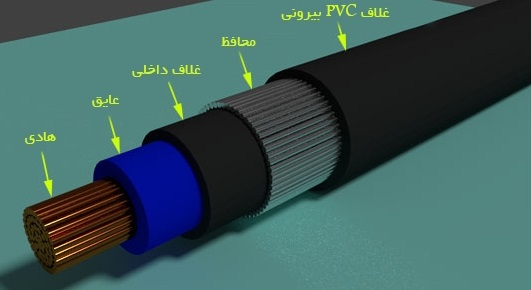 غلاف PVC بیرونی
محافظ
غلاف داخلی
عایق
هادی